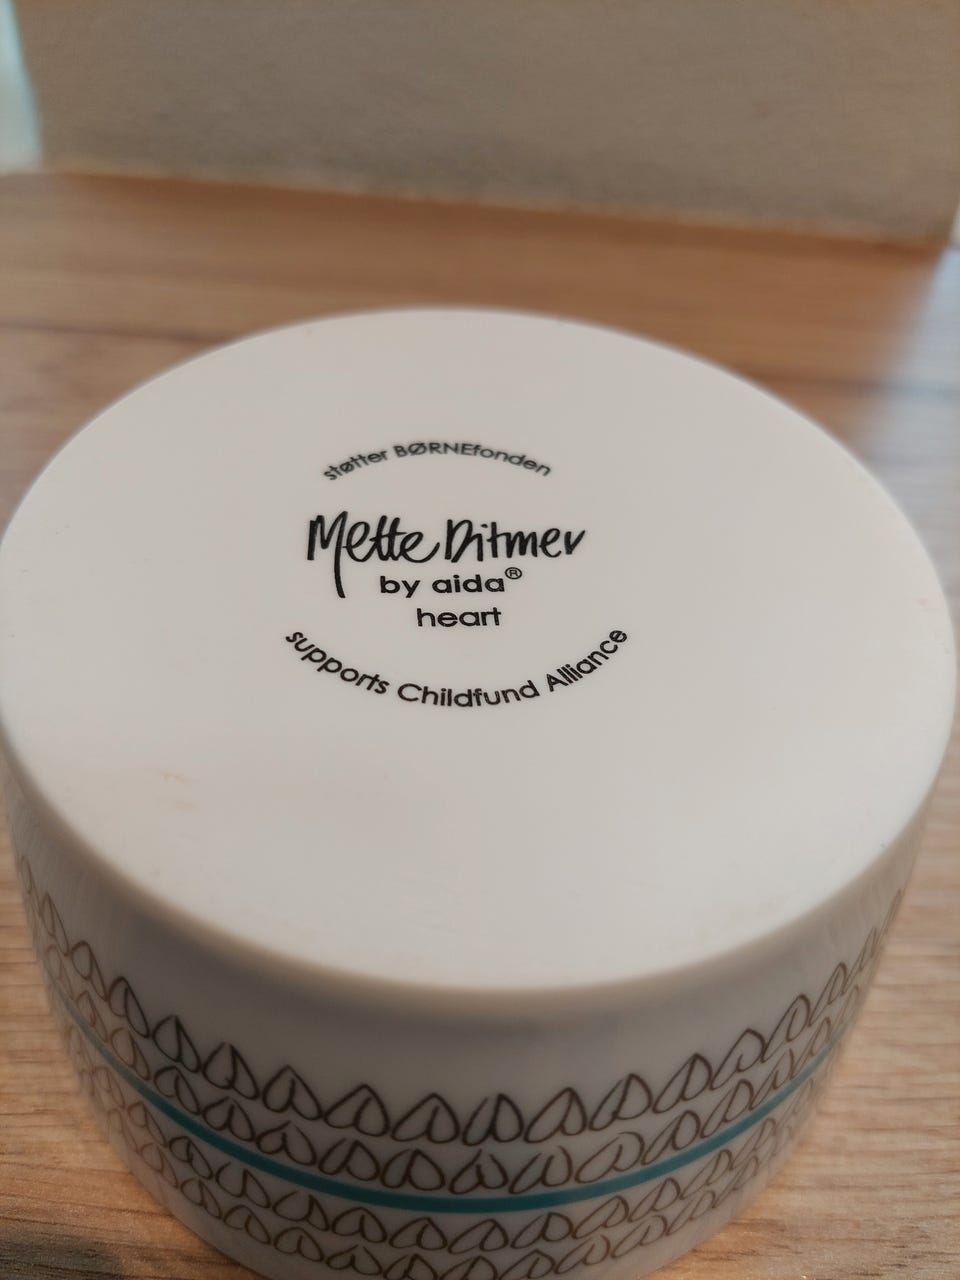 støtter BØRNEfonden
Mette Ditmer
by aida®
heart
supports Childfund Alliance